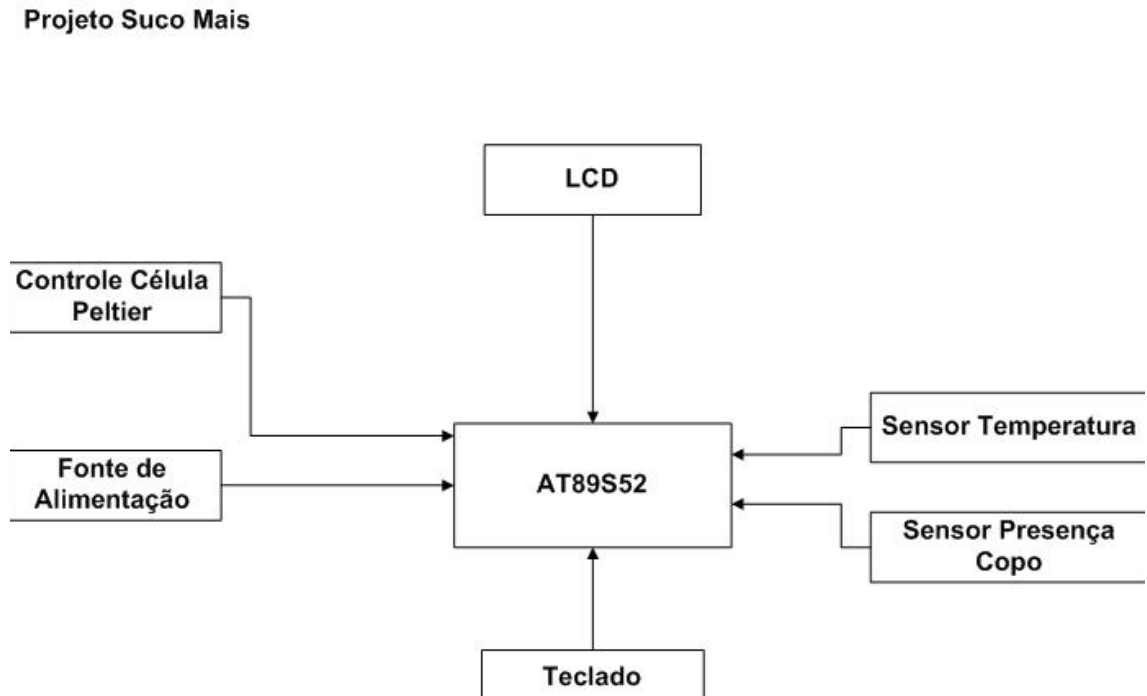 Projeto Suco Mais
LCD
Controle Célula
Peltier
Sensor Temperatura
Fonte de
Alimentação
AT89S52
Sensor Presença
Copo
Teclado